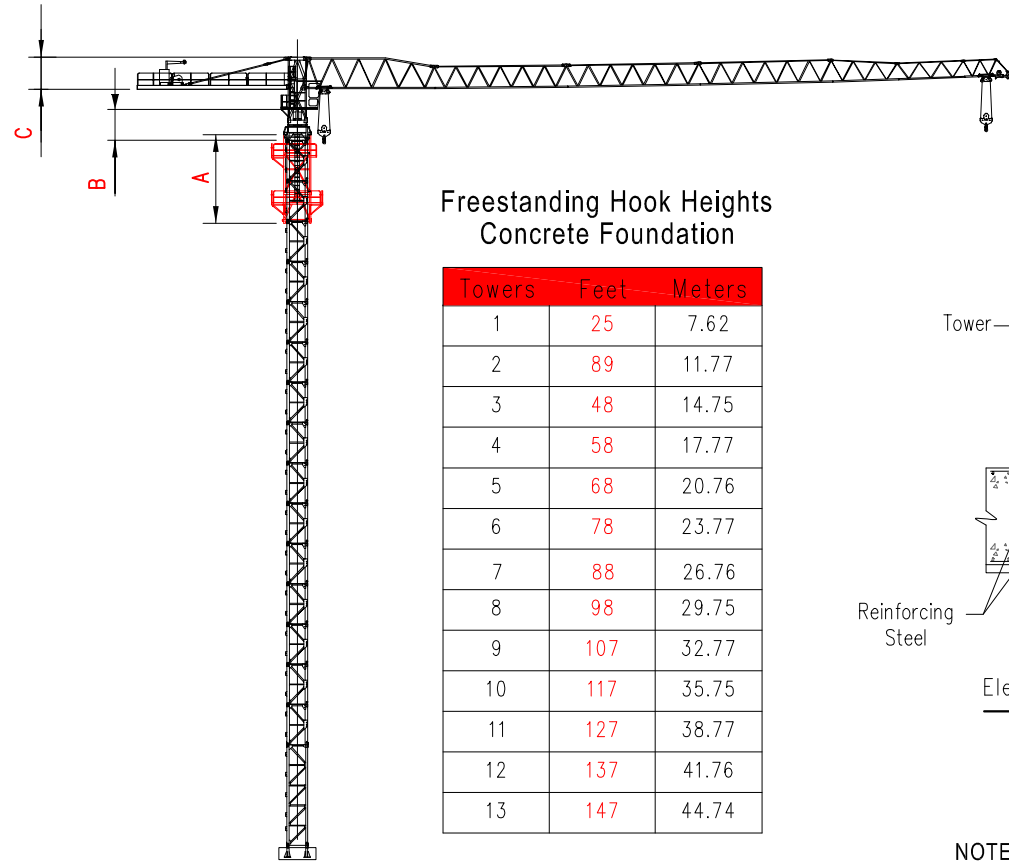 C
B
A
Freestanding Hook Heights
Concrete Foundation
Towers Feet Meters
1 25 7.62
2 89 11.77
3 48 14.75
4 58 17.77
5 68 20.76
6 78 23.77
7 88 26.76
8 98 29.75
9 107 32.77
10 117 35.75
11 127 38.77
12 137 41.76
13 147 44.74
Tower
Reinforcing
Steel
Ele
NOTE